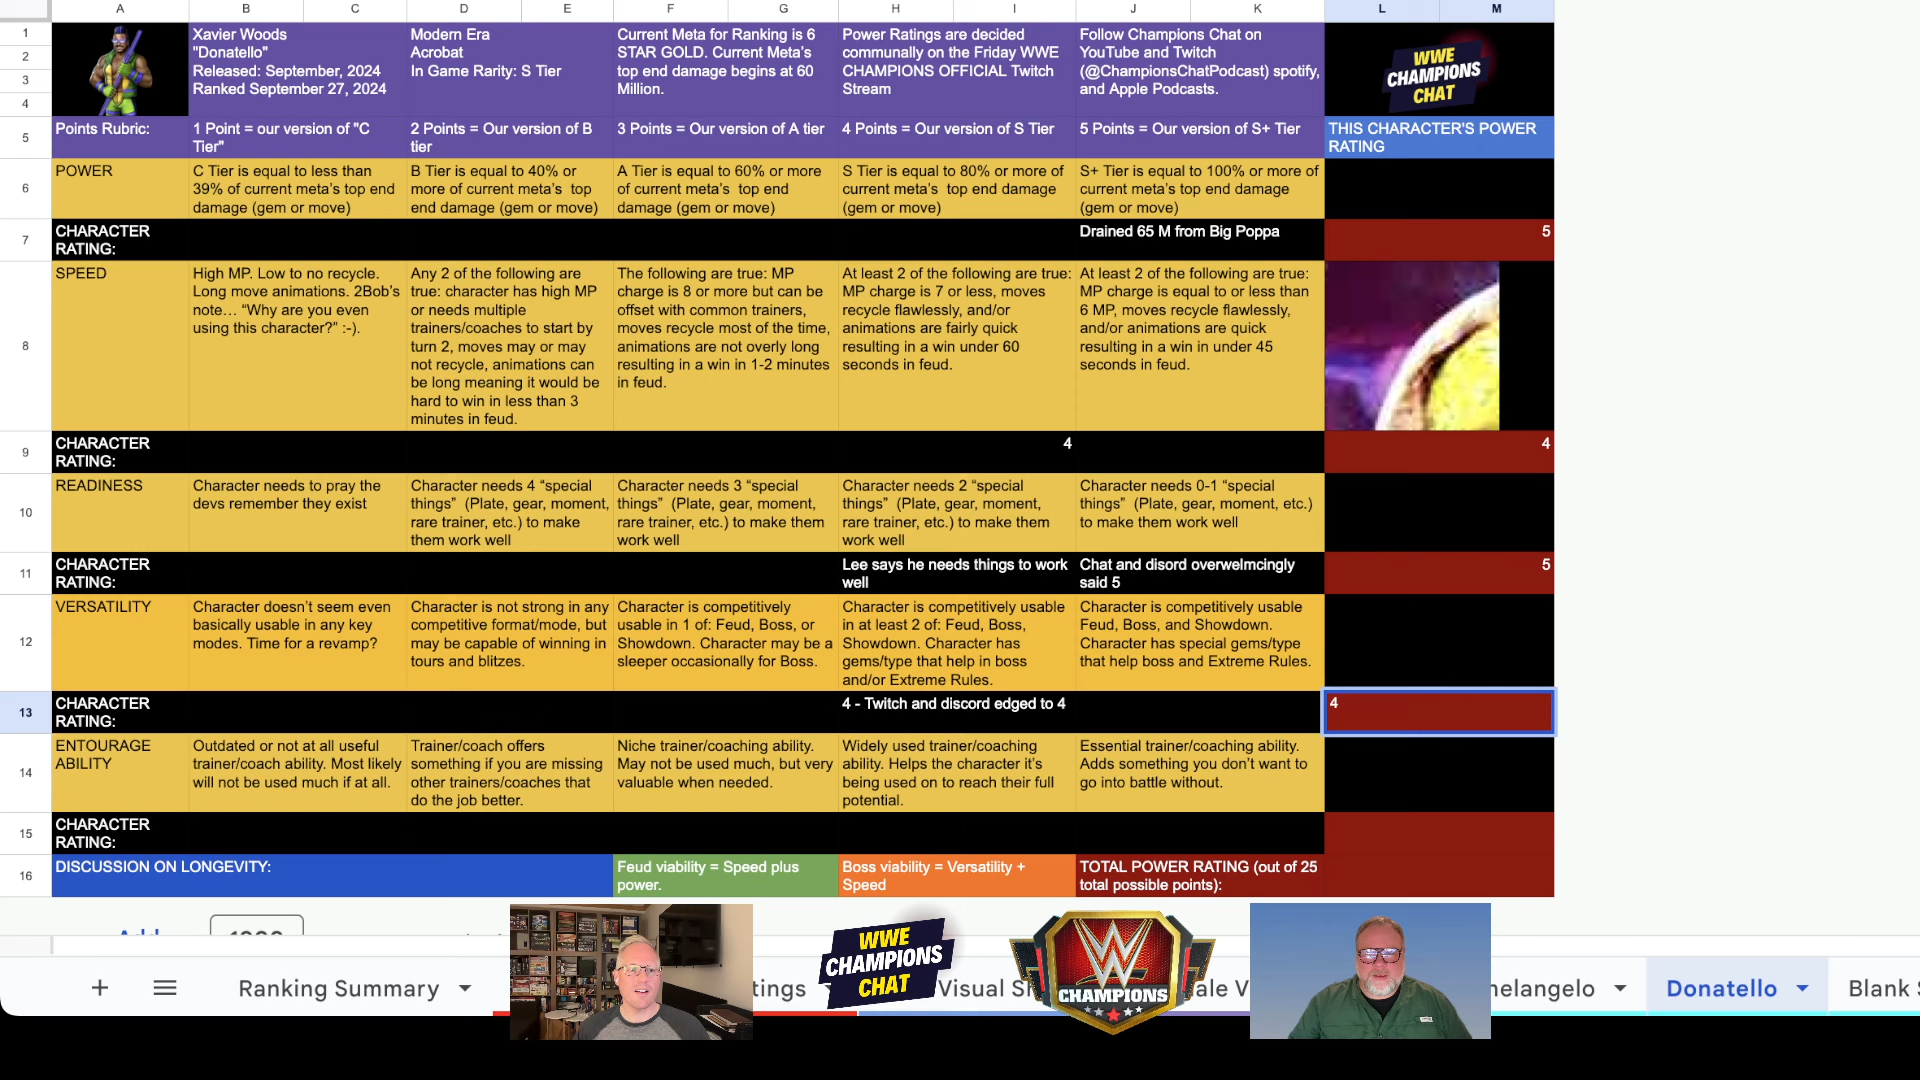 A B C D E F G H I J K L M
1
2
3
4
Xavier Woods
"Donatello"
Released: September, 2024
Ranked September 27, 2024
Modern Era
Acrobat
In Game Rarity: S Tier
Current Meta for Ranking is 6
STAR GOLD. Current Meta's
top end damage begins at 60
Million.
Power Ratings are decided
communally on the Friday WWE
CHAMPIONS OFFICIAL Twitch
Stream
Follow Champions Chat on
YouTube and Twitch
(@ChampionsChatPodcast) spotify,
and Apple Podcasts.
WWE
CHAMPIONS
CHAT
5
Points Rubric:
1 Point = our version of "C
Tier"
2 Points = Our version of B
tier
3 Points = Our version of A tier
4 Points = Our version of S Tier
5 Points = Our version of S+ Tier
THIS CHARACTER'S POWER
RATING
6
POWER
C Tier is equal to less than
39% of current meta's top end
damage (gem or move)
B Tier is equal to 40% or
more of current meta's top
end damage (gem or move)
A Tier is equal to 60% or more
of current meta's top end
damage (gem or move)
S Tier is equal to 80% or more of
current meta's top end damage
(gem or move)
S+ Tier is equal to 100% or more of
current meta's top end damage
(gem or move)
7
CHARACTER
RATING:
Drained 65 M from Big Poppa
5
8
SPEED
High MP. Low to no recycle.
Long move animations. 2Bob's
note… “Why are you even
using this character?” :-).
Any 2 of the following are
true: character has high MP
or needs multiple
trainers/coaches to start by
turn 2, moves may or may
not recycle, animations can
be long meaning it would be
hard to win in less than 3
minutes in feud.
The following are true: MP
charge is 8 or more but can be
offset with common trainers,
moves recycle most of the time,
animations are not overly long
resulting in a win in 1-2 minutes
in feud.
At least 2 of the following are true:
MP charge is 7 or less, moves
recycle flawlessly, and/or
animations are fairly quick
resulting in a win under 60
seconds in feud.
At least 2 of the following are true:
MP charge is equal to or less than
6 MP, moves recycle flawlessly,
and/or animations are quick
resulting in a win in under 45
seconds in feud.
9
CHARACTER
RATING:
4
4
10
READINESS
Character needs to pray the
devs remember they exist
Character needs 4 “special
things” (Plate, gear, moment,
rare trainer, etc.) to make
them work well
Character needs 3 “special
things” (Plate, gear, moment,
rare trainer, etc.) to make them
work well
Character needs 2 “special
things” (Plate, gear, moment,
rare trainer, etc.) to make them
work well
Character needs 0-1 “special
things” (Plate, gear, moment, etc.)
to make them work well
11
CHARACTER
RATING:
Lee says he needs things to work
well
Chat and disord overwelmcingly
said 5
5
12
VERSATILITY
Character doesn't seem even
basically usable in any key
modes. Time for a revamp?
Character is not strong in any
competitive format/mode, but
may be capable of winning in
tours and blitzes.
Character is competitively
usable in 1 of: Feud, Boss, or
Showdown. Character may be a
sleeper occasionally for Boss.
Character is competitively usable
in at least 2 of: Feud, Boss,
Showdown. Character has
gems/type that help in boss
and/or Extreme Rules.
Character is competitively usable
Feud, Boss, and Showdown.
Character has special gems/type
that help boss and Extreme Rules.
13
CHARACTER
RATING:
4 - Twitch and discord edged to 4
4
14
ENTOURAGE
ABILITY
Outdated or not at all useful
trainer/coach ability. Most likely
will not be used much if at all.
Trainer/coach offers
something if you are missing
other trainers/coaches that
do the job better.
Niche trainer/coaching ability.
May not be used much, but very
valuable when needed.
Widely used trainer/coaching
ability. Helps the character it's
being used on to reach their full
potential.
Essential trainer/coaching ability.
Adds something you don't want to
go into battle without.
15
CHARACTER
RATING:
16
DISCUSSION ON LONGEVITY:
Feud viability = Speed plus
power.
Boss viability = Versatility +
Speed
TOTAL POWER RATING (out of 25
total possible points):
WWE
CHAMPIONS
CHAT
CHAMPIONS
Ranking Summary
tings
Visual S
ale V
nelangelo
Donatello
Blank